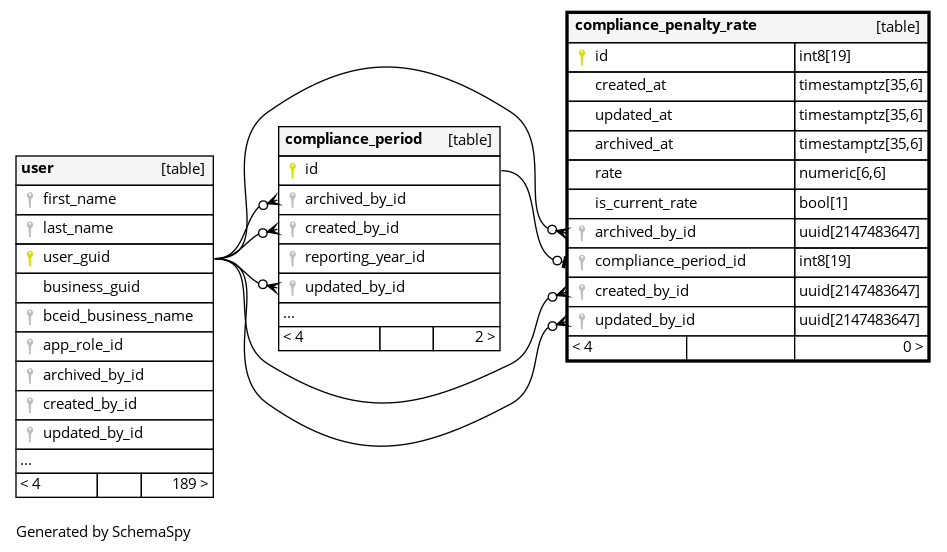 user [table]
first_name
last_name
user_guid
business_guid
bceid_business_name
app_role_id
archived_by_id
created_by_id
updated_by_id
...
< 4 189 >
compliance_period [table]
id
archived_by_id
created_by_id
reporting_year_id
updated_by_id
...
< 4 2 >
compliance_penalty_rate [table]
id int8[19]
created_at timestamptz[35,6]
updated_at timestamptz[35,6]
archived_at timestamptz[35,6]
rate numeric[6,6]
is_current_rate bool[1]
archived_by_id uuid[2147483647]
compliance_period_id int8[19]
created_by_id uuid[2147483647]
updated_by_id uuid[2147483647]
< 4 0 >
Generated by SchemaSpy